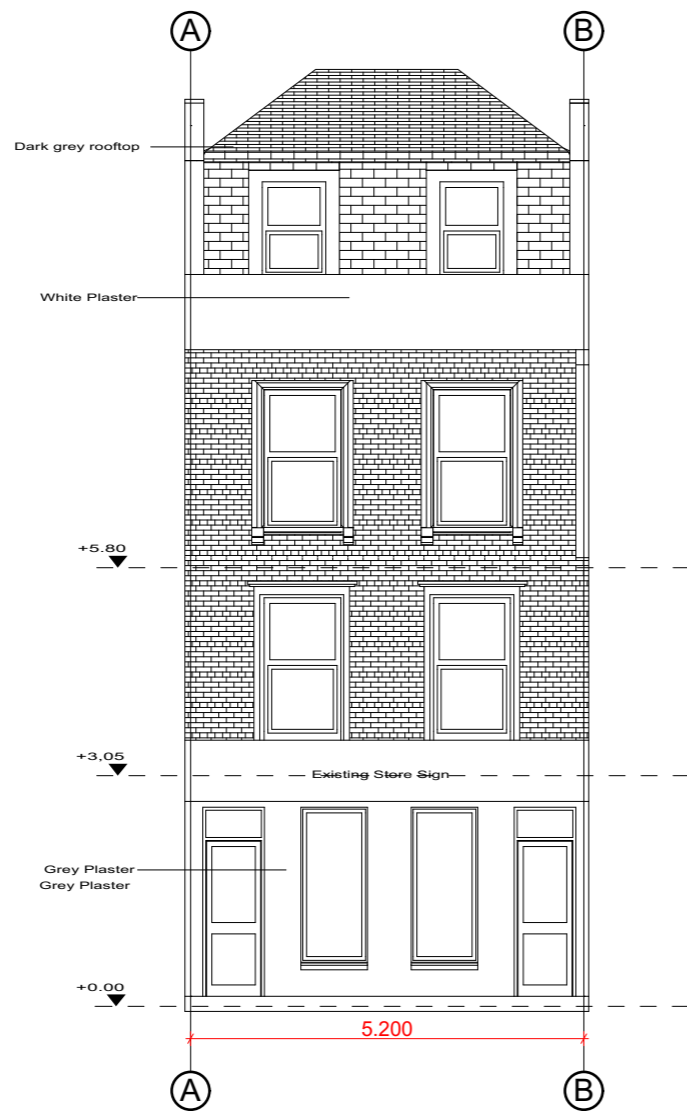 A B
Dark grey rooftop
White Plaster
+5.80
+3,05
Existing Store Sign
Grey Plaster
Grey Plaster
+0.00
5.200
A B